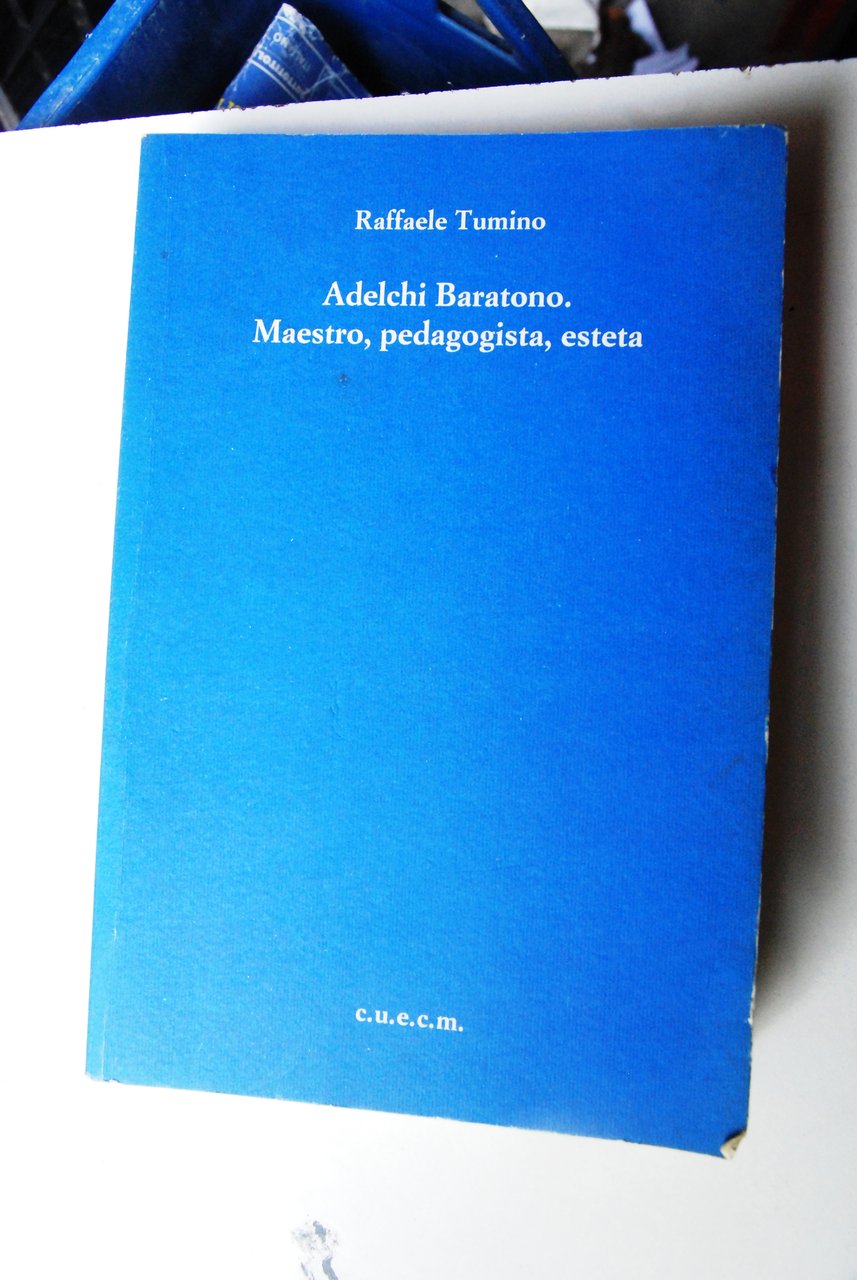 Raffaele Tumino
Adelchi Baratono.
Maestro, pedagogista, esteta
c.u.e.c.m.